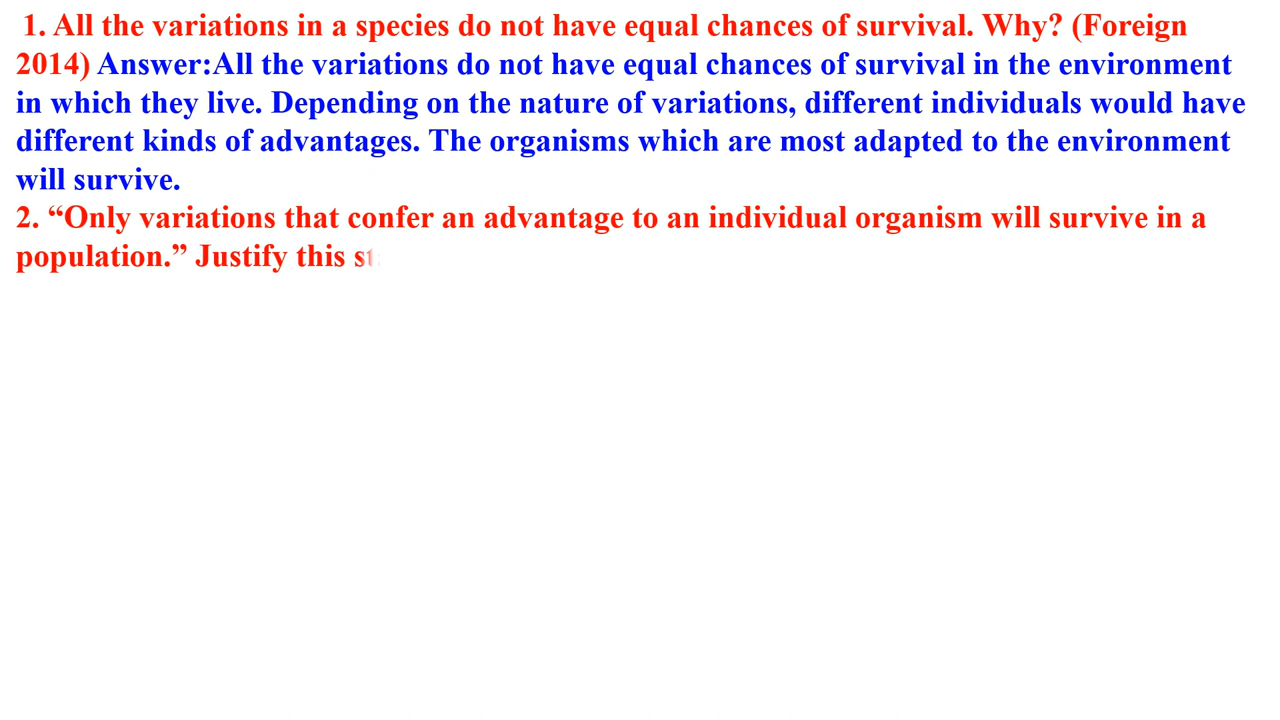 1. All the variations in a species do not have equal chances of survival. Why? (Foreign
2014) Answer:All the variations do not have equal chances of survival in the environment
in which they live. Depending on the nature of variations, different individuals would have
different kinds of advantages. The organisms which are most adapted to the environment
will survive.
2. “Only variations that confer an advantage to an individual organism will survive in a
population.” Justify this